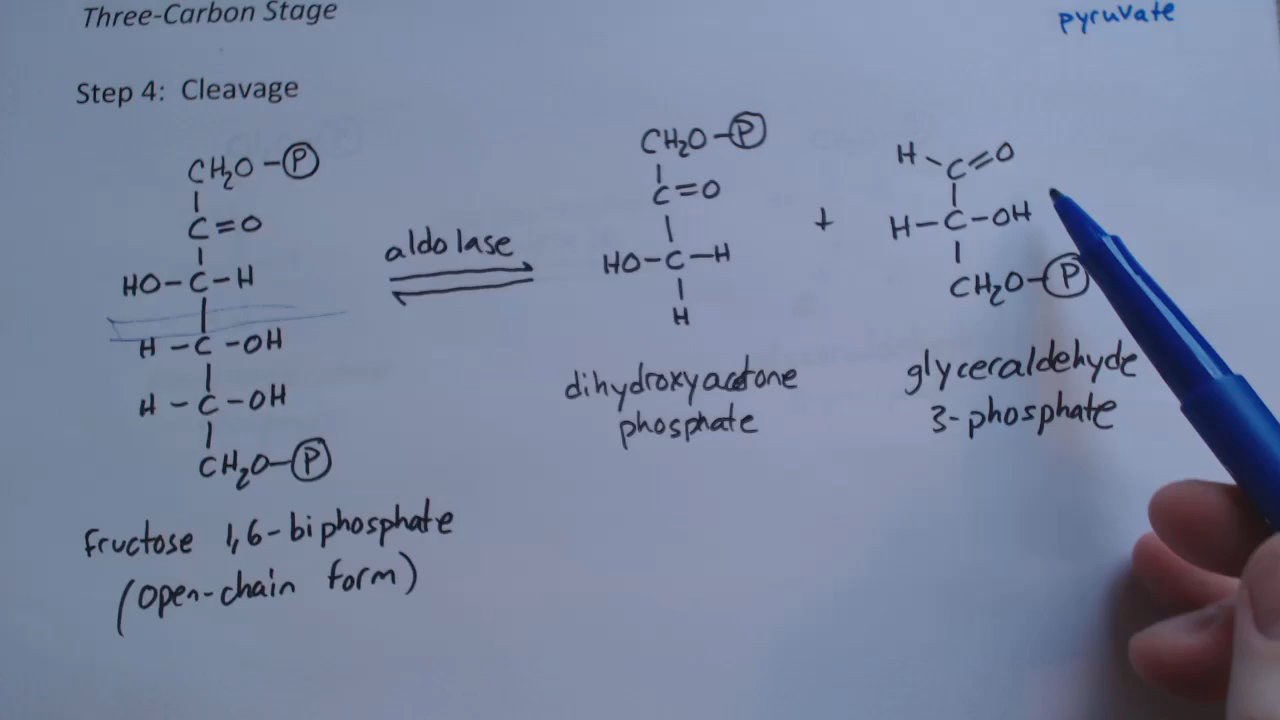 Three-Carbon Stage
pyruvate
Step 4: Cleavage
CH2O-P
C=O
HO-C-H
H-C-OH
H-C-OH
CH2O-P
Fructose 1,6-biphosphate
(open-chain form)
aldolase
CH2O-P
C=O
HO-C-H
H
dihydroxyacetone
phosphate
+
H-C=O
H-C-OH
CH2O-P
glyceraldehyde
3-phosphate